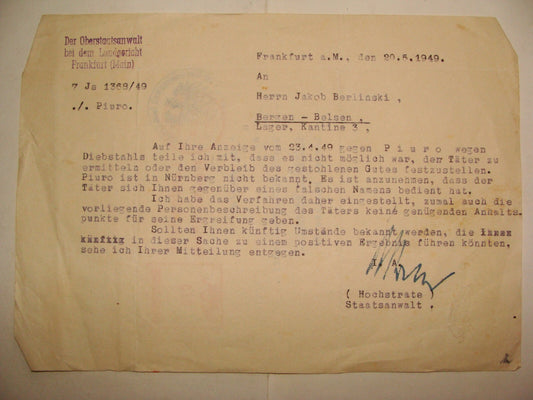 Der Oberstaatsanwalt
bei dem Landgericht
Frankfurt (Main)
7 Js 1368/49
./. Piuro.
Frankfurt a.M., den 20.5.1949.
An
Herrn Jakob Berlinski ,
Bergen - Belsen ,
Lager, Kantine 3 ,
Auf Ihre Anzeige vom 23.4.49 gegen P i u r o wegen
Diebstahls teile ich mit, dass es nicht möglich war, den Täter zu
ermitteln oder den Verbleib des gestohlenen Gutes festzustellen.
Piuro ist in Nürnberg nicht bekannt. Es ist anzunehmen, dass der
Täter sich Ihnen gegenüber eines falschen Namens bedient hat.
Ich habe das Verfahren daher eingestellt, zumal auch die
vorliegende Personenbeschreibung des Täters keine genügenden Anhalts
punkte für seine Ergreifung geben.
Sollten Ihnen künftig Umstände bekannt werden, die
künftig in dieser Sache zu einem positiven Ergebnis führen könnten,
sehe ich Ihrer Mitteilung entgegen.
I. A.
( Hochstrate )
Staatsanwalt .